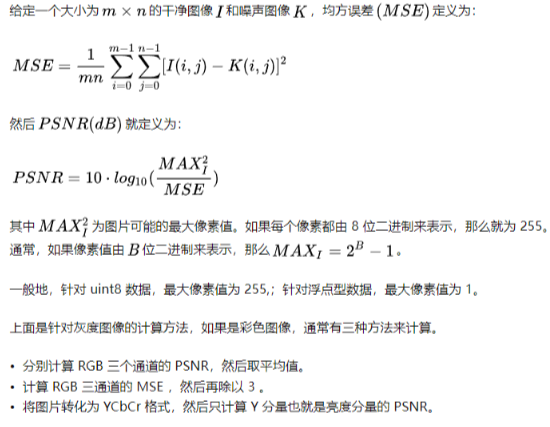 给定一个大小为 m × n 的干净图像 I 和噪声图像 K，均方误差 (MSE) 定义为：
MSE = \frac{1}{mn} \sum_{i=0}^{m-1} \sum_{j=0}^{n-1} [I(i,j) − K(i,j)]^2
然后 PSNR(dB) 就定义为：
PSNR = 10 · log_{10}(\frac{MAX_I^2}{MSE})
其中 MAX_I^2 为图片可能的最大像素值。如果每个像素都由 8 位二进制来表示，那么就为 255。
通常，如果像素值由 B 位二进制来表示，那么 MAX_I = 2^B − 1。
一般地，针对 uint8 数据，最大像素值为 255,；针对浮点型数据，最大像素值为 1。
上面是针对灰度图像的计算方法，如果是彩色图像，通常有三种方法来计算。
• 分别计算 RGB 三个通道的 PSNR，然后取平均值。
• 计算 RGB 三通道的 MSE ，然后再除以 3 。
• 将图片转化为 YCbCr 格式，然后只计算 Y 分量也就是亮度分量的 PSNR。